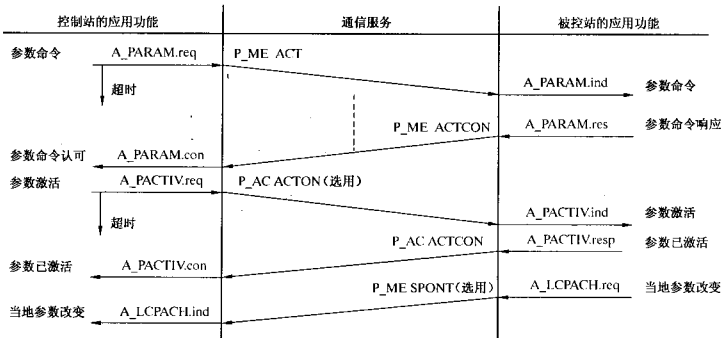 控制站的应用功能 通信服务 被控站的应用功能
参数命令 A_PARAM.req P_ME ACT
超时 A_PARAM.ind 参数命令
P_ME ACTCON A_PARAM.res 参数命令响应
参数命令认可 A_PARAM.con
参数激活 A_PACTIV.req P_AC ACTON(选用)
超时 A_PACTIV.ind 参数激活
P_AC ACTCON A_PACTIV.resp 参数已激活
参数已激活 A_PACTIV.con
P_ME SPONT(选用) A_LCPACH.req 当地参数改变
当地参数改变 A_LCPACH.ind